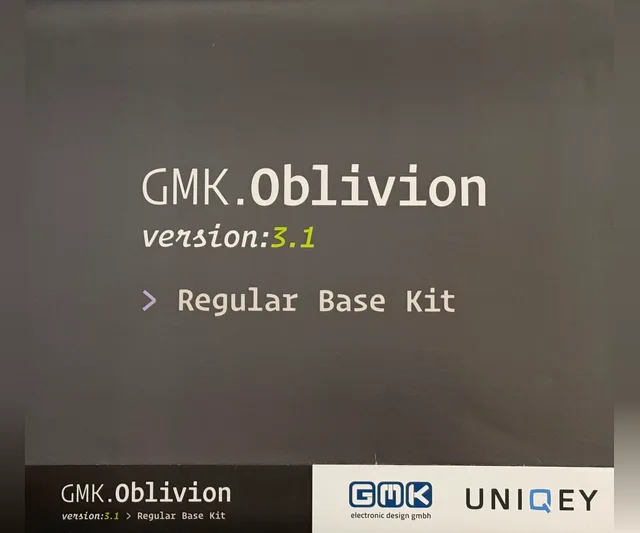 GMK.Oblivion
version:3.1
> Regular Base Kit
GMK.Oblivion
version:3.1 > Regular Base Kit
GMK
electronic design gmbh
UNIQEY